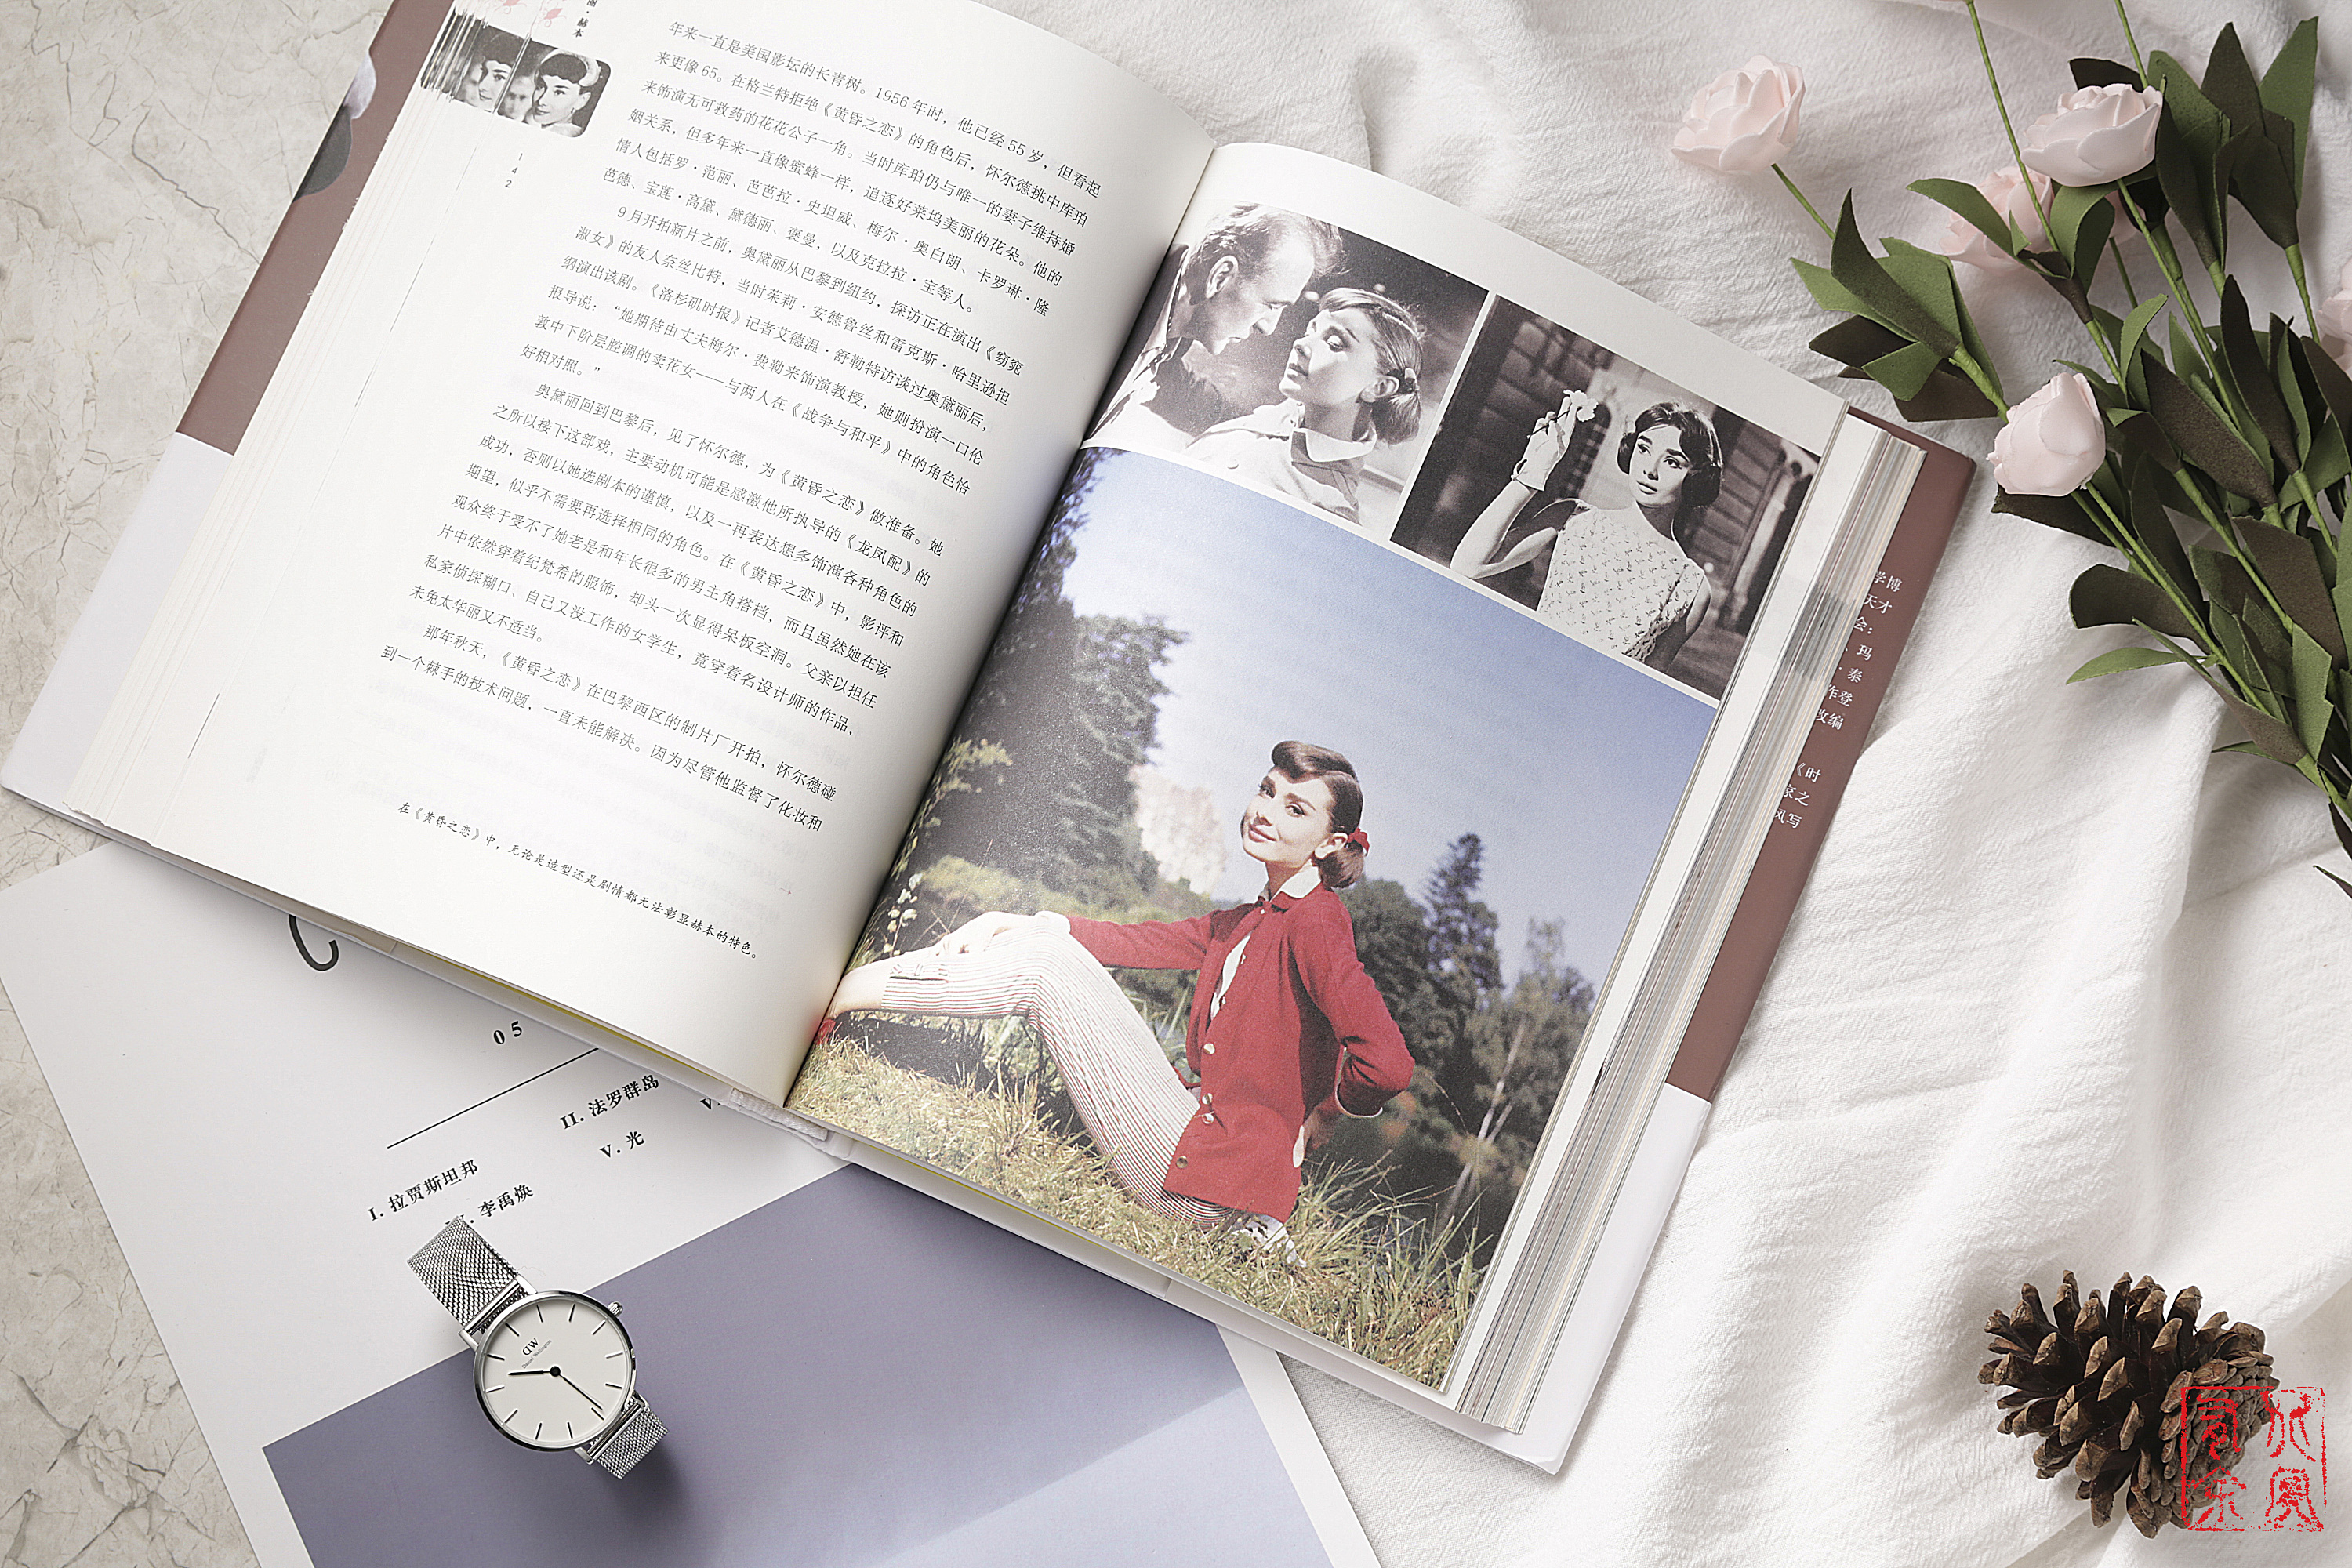 丽·赫本
142
年来一直是美国影坛的长青树。1956 年时，他已经 55 岁，但看起
来更像 65。在格兰特拒绝《黄昏之恋》的角色后，怀尔德挑中库珀
来饰演无可救药的花花公子一角。当时库珀仍与唯一的妻子维持婚
姻关系，但多年来一直像蜜蜂一样，追逐好莱坞美丽的花朵。他的
情人包括罗·范丽、芭芭拉·史坦威、梅尔·奥白朗、卡罗琳·隆
芭德、宝莲·高黛、黛德丽、褒曼，以及克拉拉·宝等人。
9 月开拍新片之前，奥黛丽从巴黎到纽约，探访正在演出《窈窕
淑女》的友人奈丝比特，当时茱莉·安德鲁丝和雷克斯·哈里逊担
纲演出该剧。《洛杉矶时报》记者艾德温·舒勒特访谈过奥黛丽后，
报导说：“她期待由丈夫梅尔·费勒来饰演教授，她则扮演一口伦
敦中下阶层腔调的卖花女——与两人在《战争与和平》中的角色恰
好相对照。”
奥黛丽回到巴黎后，见了怀尔德，为《黄昏之恋》做准备。她
之所以接下这部戏，主要动机可能是感激他所执导的《龙凤配》的
成功，否则以她选剧本的谨慎，以及一再表达想多饰演各种角色的
期望，似乎不需要再选择相同的角色。在《黄昏之恋》中，影评和
观众终于受不了她老是和年长很多的男主角搭档，而且虽然她在该
片中依然穿着纪梵希的服饰，却头一次显得呆板空洞。父亲以担任
私家侦探糊口、自己又没工作的女学生，竟穿着名设计师的作品，
未免太华丽又不适当。
那年秋天，《黄昏之恋》在巴黎西区的制片厂开拍，怀尔德碰
到一个棘手的技术问题，一直未能解决。因为尽管他监督了化妆和
→
在《黄昏之恋》中，无论是造型还是剧情都无法彰显赫本的特色。
学博
天才
会：
、玛
·泰
作登
改编
《时
家之
风写
05
II. 法罗群岛
V. 光
I. 拉贾斯坦邦
李禹焕
DW
Daniel Wellington